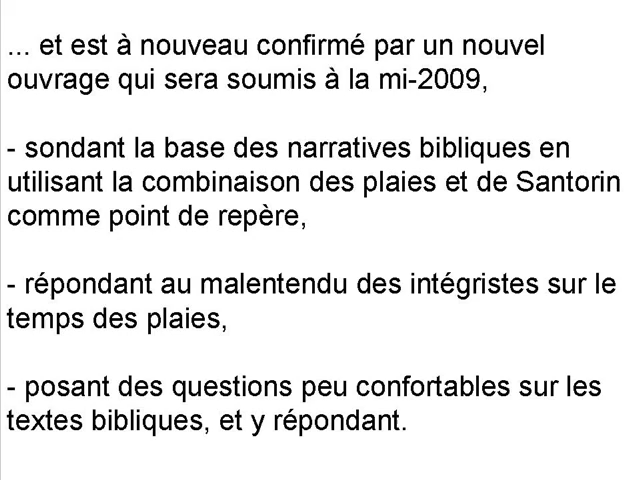 ... et est à nouveau confirmé par un nouvel
ouvrage qui sera soumis à la mi-2009,
- sondant la base des narratives bibliques en
utilisant la combinaison des plaies et de Santorin
comme point de repère,
- répondant au malentendu des intégristes sur le
temps des plaies,
- posant des questions peu confortables sur les
textes bibliques, et y répondant.